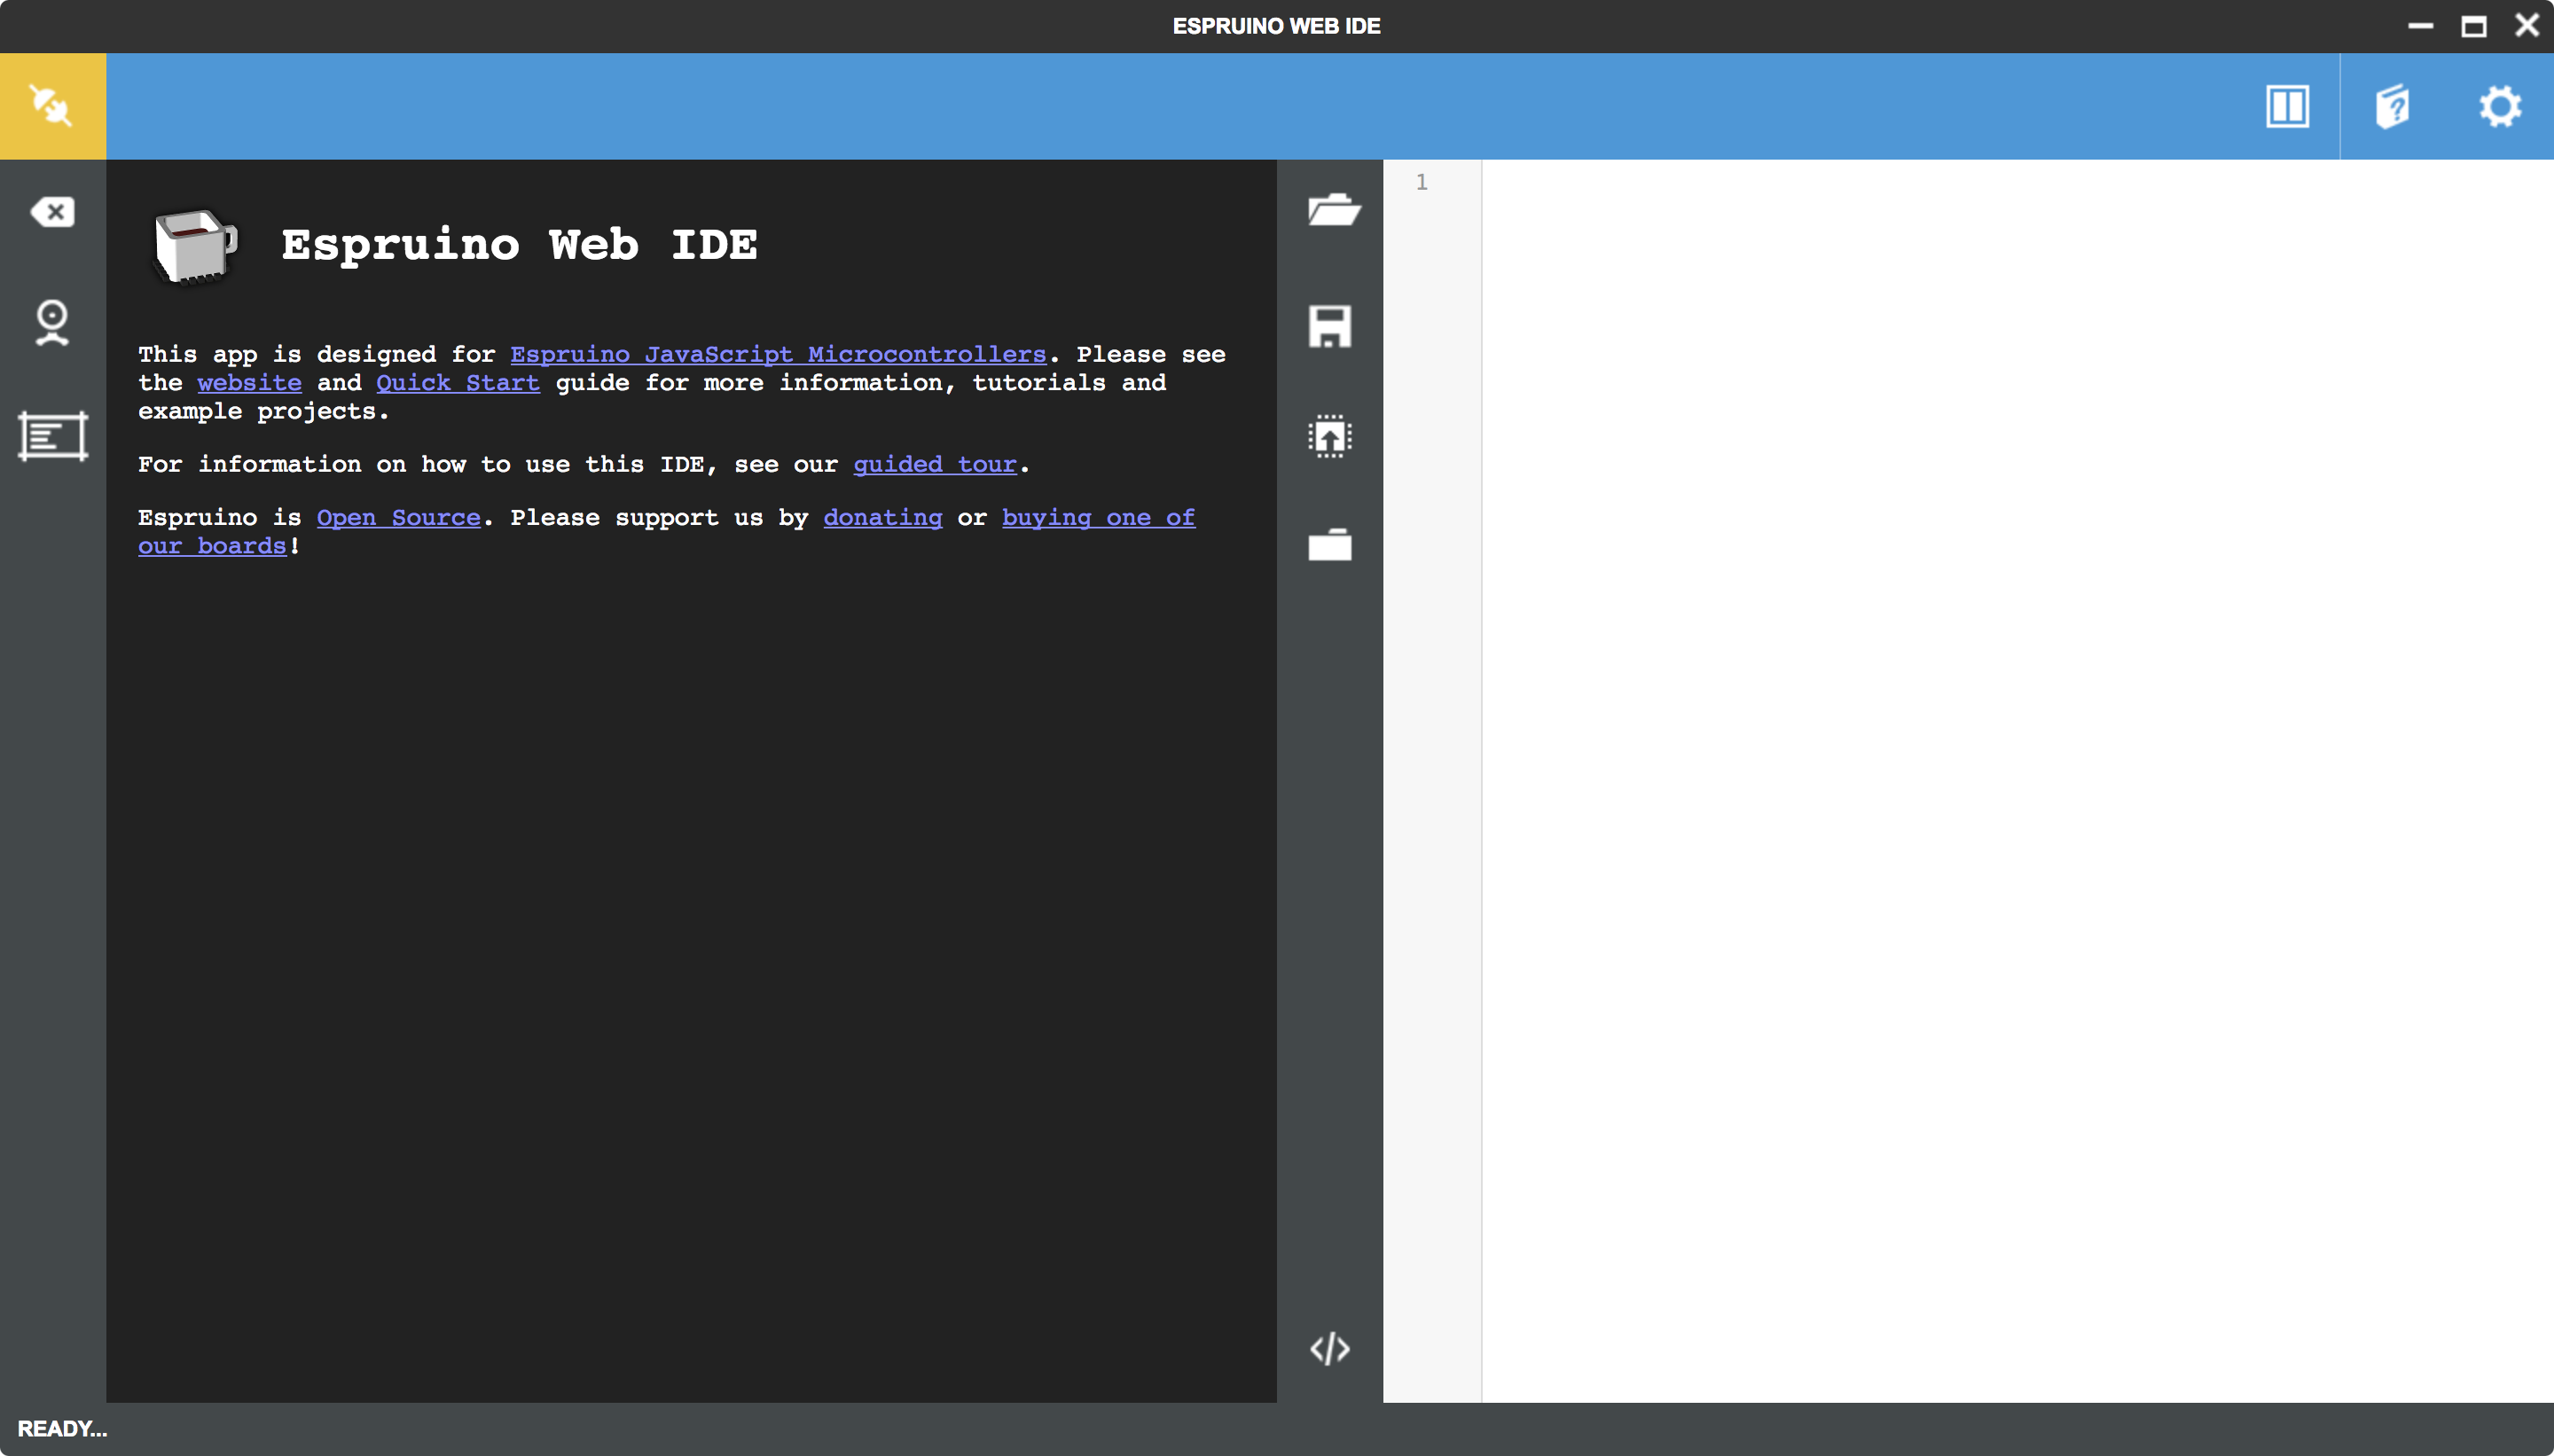 ESPRUINO WEB IDE
Espruino Web IDE
This app is designed for Espruino JavaScript Microcontrollers. Please see
the website and Quick Start guide for more information, tutorials and
example projects.
For information on how to use this IDE, see our guided tour.
Espruino is Open Source. Please support us by donating or buying one of
our boards!
1
READY...